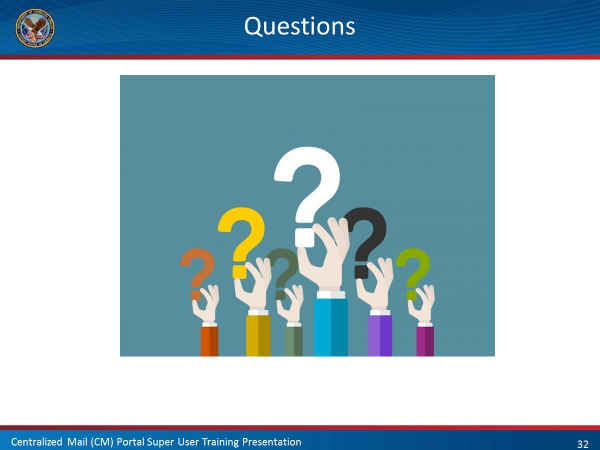 Questions
Centralized Mail (CM) Portal Super User Training Presentation
32